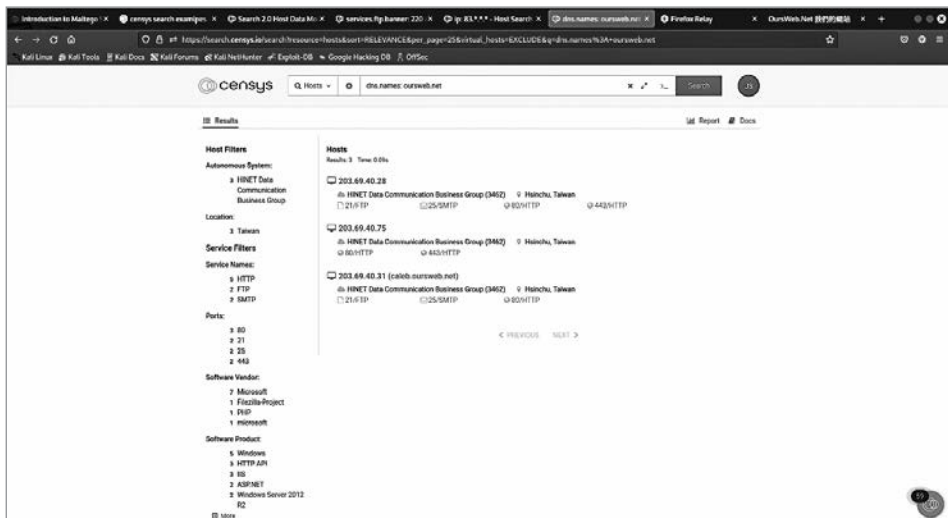 Introduction to Maltego censys search exampes Search 2.0 Host Data Mo services.ftp.banner: 220 ip: 83.*.*.* - Host Search dns.names: oursweb.net Firefox Relay OursWeb.Net 我們的網站
https://search.censys.io/search?resource=hosts&sort=RELEVANCE&per_page=25&virtual_hosts=EXCLUDE&q=dns.names%3A+oursweb.net
Kali Linux Kali Tools Kali Docs Kali Forums Kali NetHunter Exploit-DB Google Hacking DB OffSec
censys Hosts dns.names: oursweb.net Search JS
Results Report Docs
Host Filters
Autonomous System:
3 HINET Data
Communication
Business Group
Location:
3 Taiwan
Service Filters
Service Names:
5 HTTP
2 FTP
2 SMTP
Ports:
3 80
2 21
2 25
2 443
Software Vendor:
7 Microsoft
1 Filezilla-Project
1 PHP
1 microsoft
Software Product:
5 Windows
3 HTTP API
3 IIS
2 ASP.NET
2 Windows Server 2012
R2
More
Hosts
Results: 3 Time: 0.09s
203.69.40.28
HINET Data Communication Business Group (3462) Hsinchu, Taiwan
21/FTP 25/SMTP 80/HTTP 443/HTTP
203.69.40.75
HINET Data Communication Business Group (3462) Hsinchu, Taiwan
80/HTTP 443/HTTP
203.69.40.31 (caleb.oursweb.net)
HINET Data Communication Business Group (3462) Hsinchu, Taiwan
21/FTP 25/SMTP 80/HTTP
PREVIOUS NEXT
59